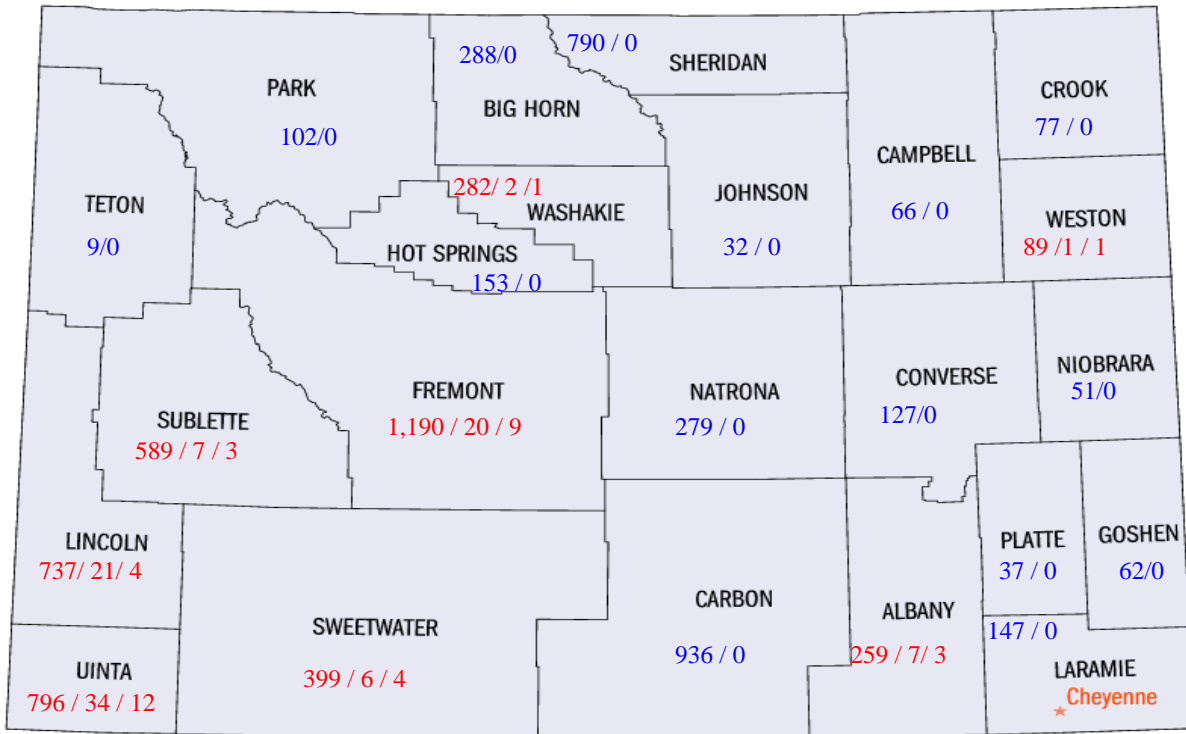 PARK
102/0
288/0
BIG HORN
790 / 0
SHERIDAN
CAMPBELL
66 / 0
CROOK
77 / 0
TETON
9/0
282/ 2 /1
WASHAKIE
JOHNSON
32 / 0
WESTON
89 /1 / 1
HOT SPRINGS
153 / 0
SUBLETTE
589 / 7 / 3
FREMONT
1,190 / 20 / 9
NATRONA
279 / 0
CONVERSE
127/0
NIOBRARA
51/0
LINCOLN
737/ 21/ 4
SWEETWATER
399 / 6 / 4
CARBON
936 / 0
ALBANY
259 / 7/ 3
PLATTE
37 / 0
GOSHEN
62/0
UINTA
796 / 34 / 12
147 / 0
LARAMIE
Cheyenne